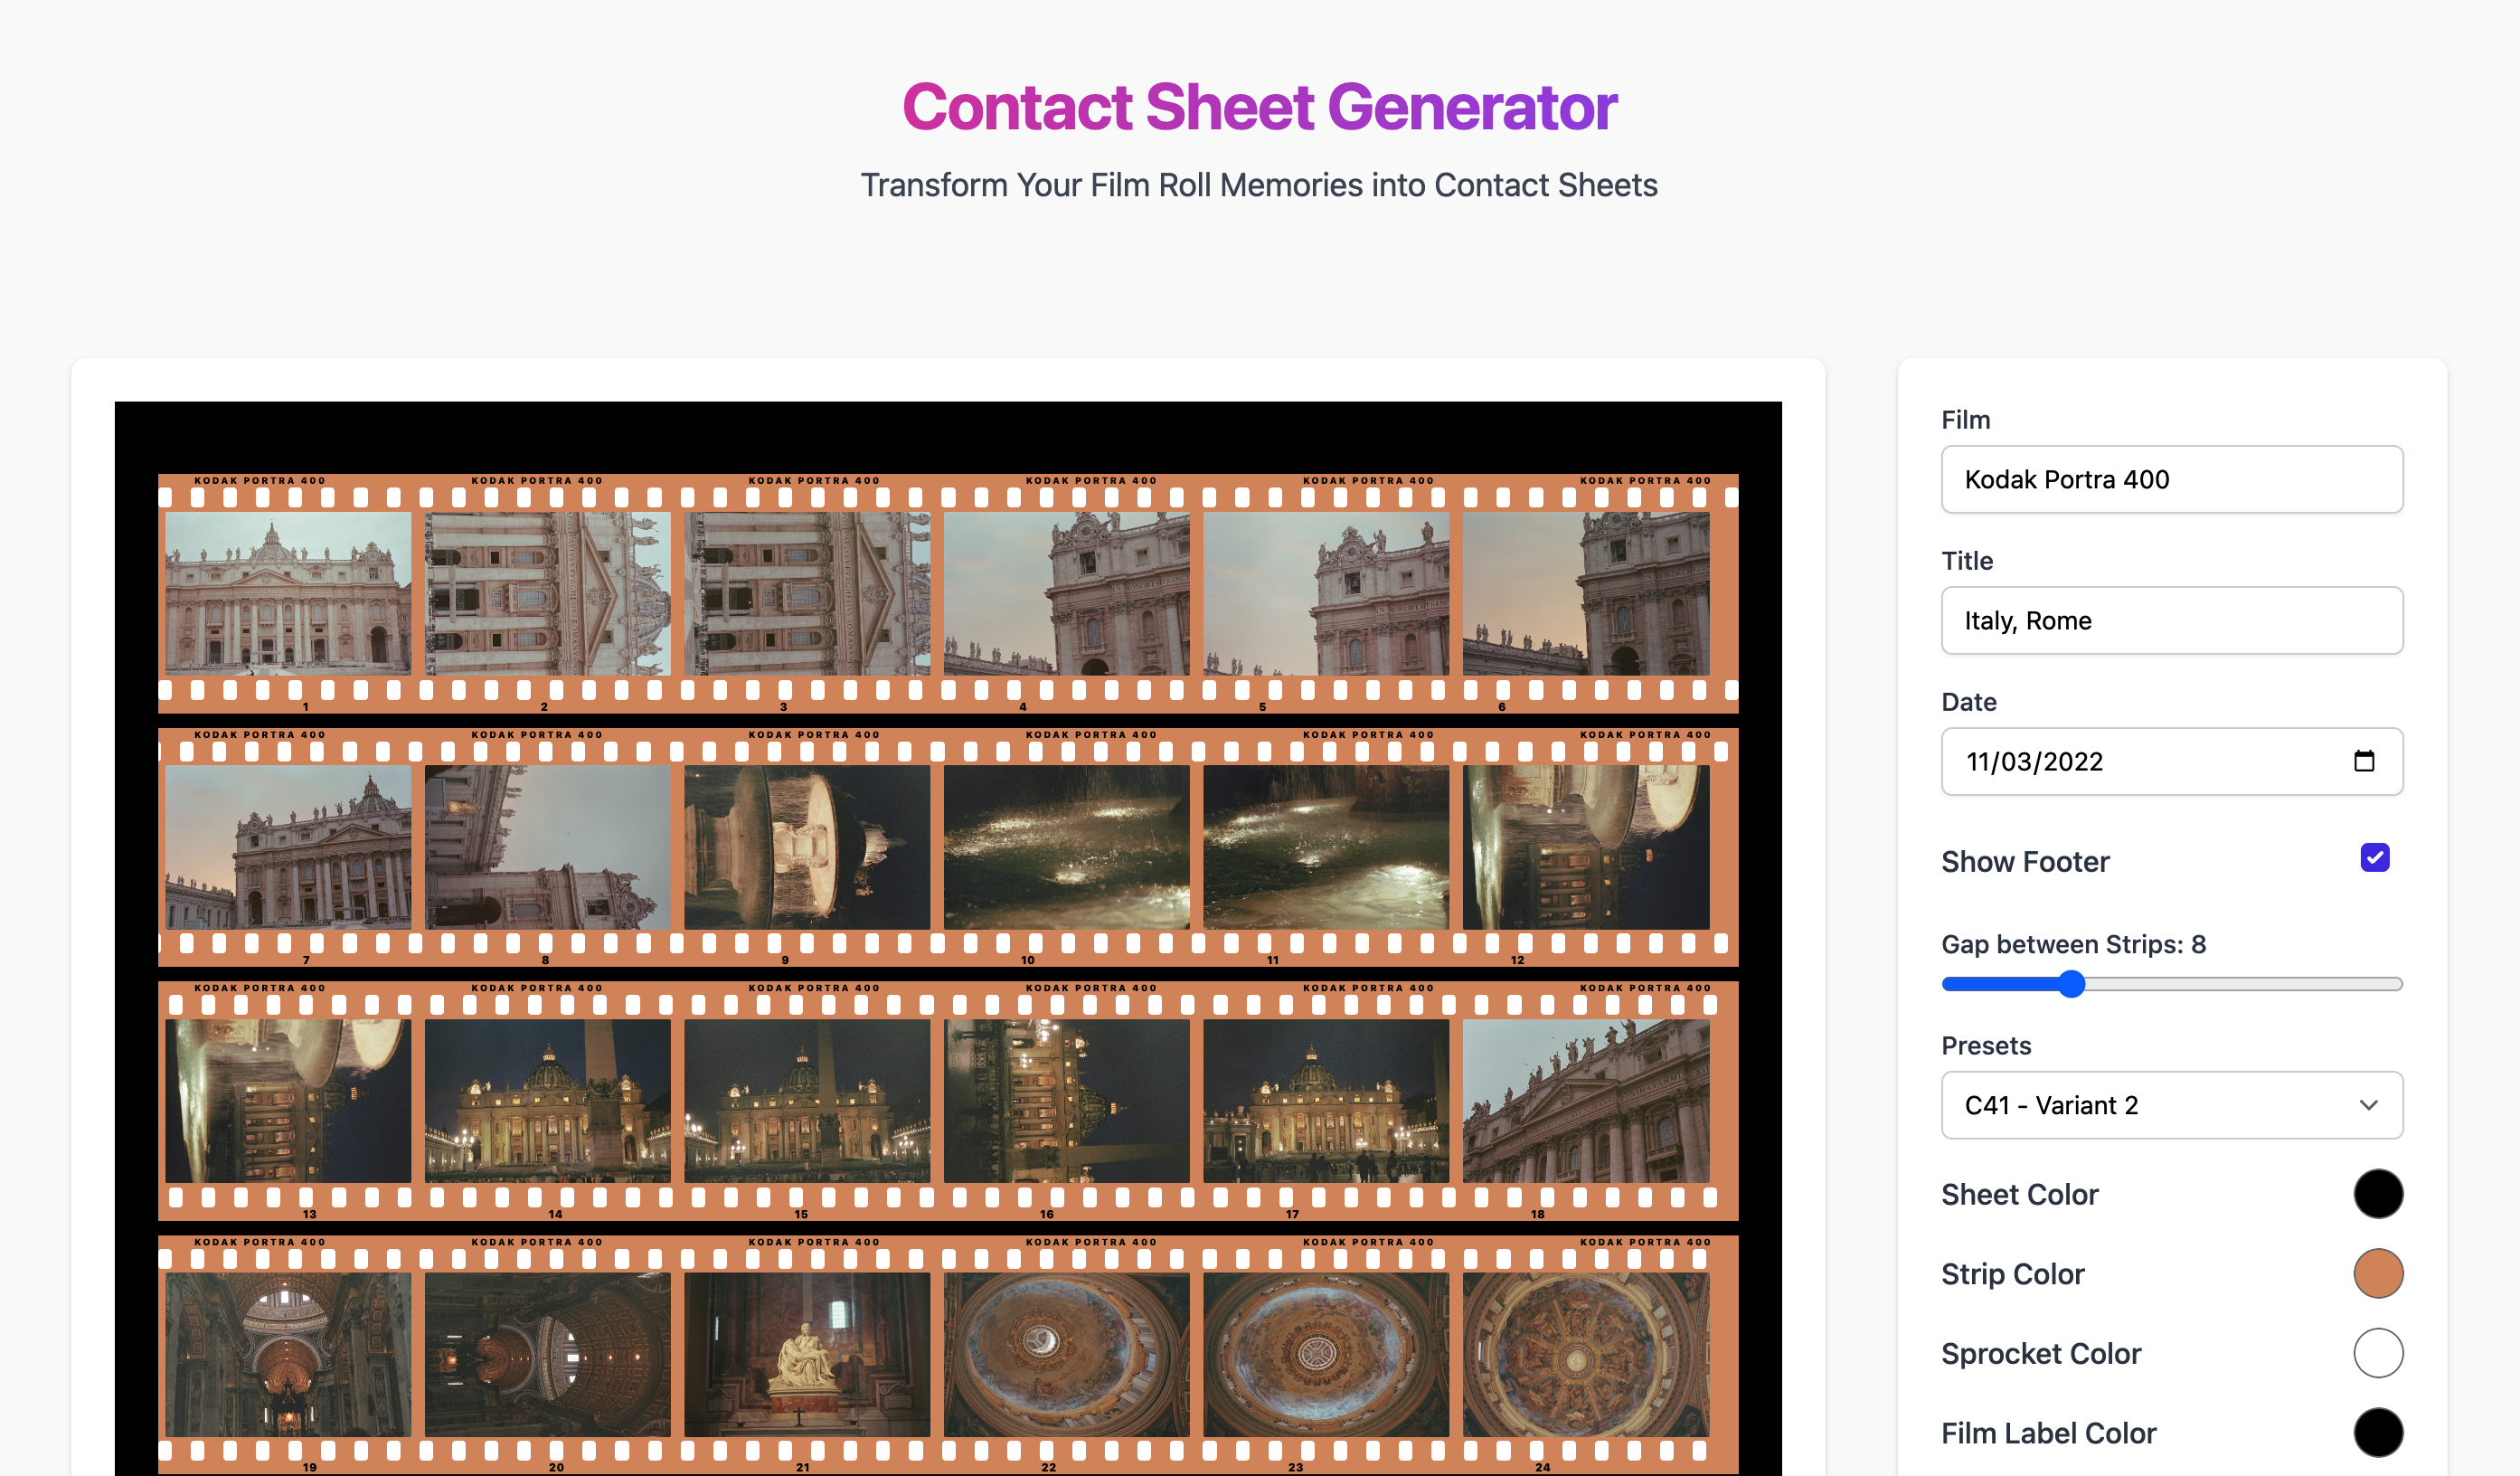 Contact Sheet Generator
Transform Your Film Roll Memories into Contact Sheets
KODAK PORTRA 400 KODAK PORTRA 400 KODAK PORTRA 400 KODAK PORTRA 400 KODAK PORTRA 400 KODAK PORTRA 400
1 2 3 4 5 6
KODAK PORTRA 400 KODAK PORTRA 400 KODAK PORTRA 400 KODAK PORTRA 400 KODAK PORTRA 400 KODAK PORTRA 400
7 8 9 10 11 12
KODAK PORTRA 400 KODAK PORTRA 400 KODAK PORTRA 400 KODAK PORTRA 400 KODAK PORTRA 400 KODAK PORTRA 400
13 14 15 16 17 18
KODAK PORTRA 400 KODAK PORTRA 400 KODAK PORTRA 400 KODAK PORTRA 400 KODAK PORTRA 400 KODAK PORTRA 400
19 20 21 22 23 24
Film
Kodak Portra 400
Title
Italy, Rome
Date
11/03/2022
Show Footer
Gap between Strips: 8
Presets
C41 - Variant 2
Sheet Color
Strip Color
Sprocket Color
Film Label Color